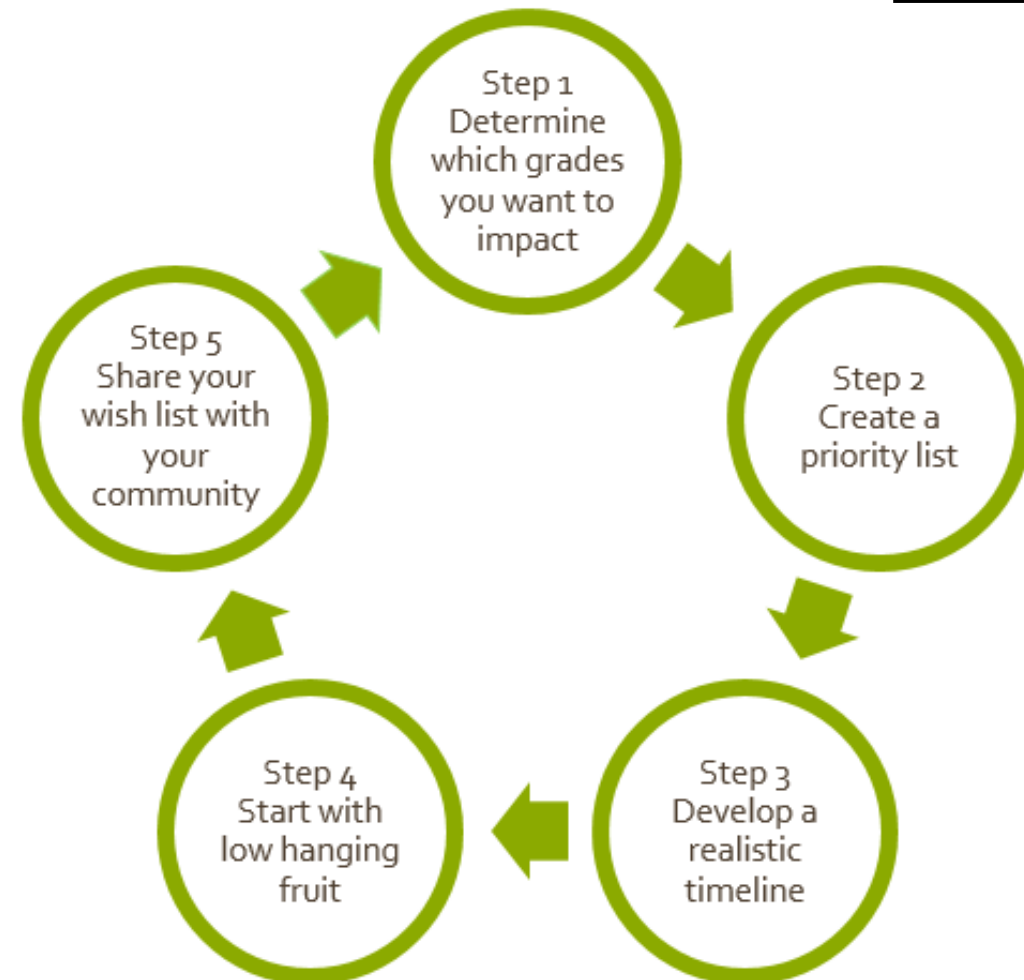 Step 1
Determine
which grades
you want to
impact
Step 2
Create a
priority list
Step 3
Develop a
realistic
timeline
Step 4
Start with
low hanging
fruit
Step 5
Share your
wish list with
your
community